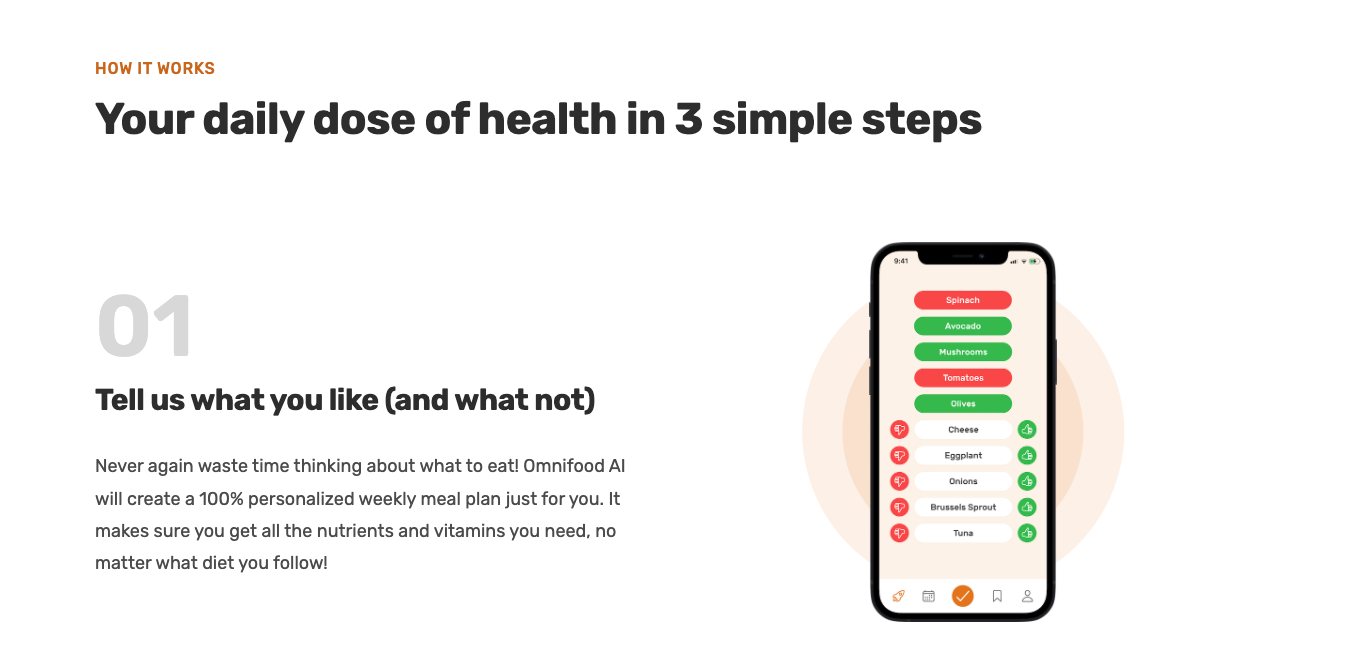 HOW IT WORKS
Your daily dose of health in 3 simple steps
01
Tell us what you like (and what not)
Never again waste time thinking about what to eat! Omnifood AI
will create a 100% personalized weekly meal plan just for you. It
makes sure you get all the nutrients and vitamins you need, no
matter what diet you follow!
9:41
Spinach
Avocado
Mushrooms
Tomatoes
Olives
Cheese
Eggplant
Onions
Brussels Sprout
Tuna